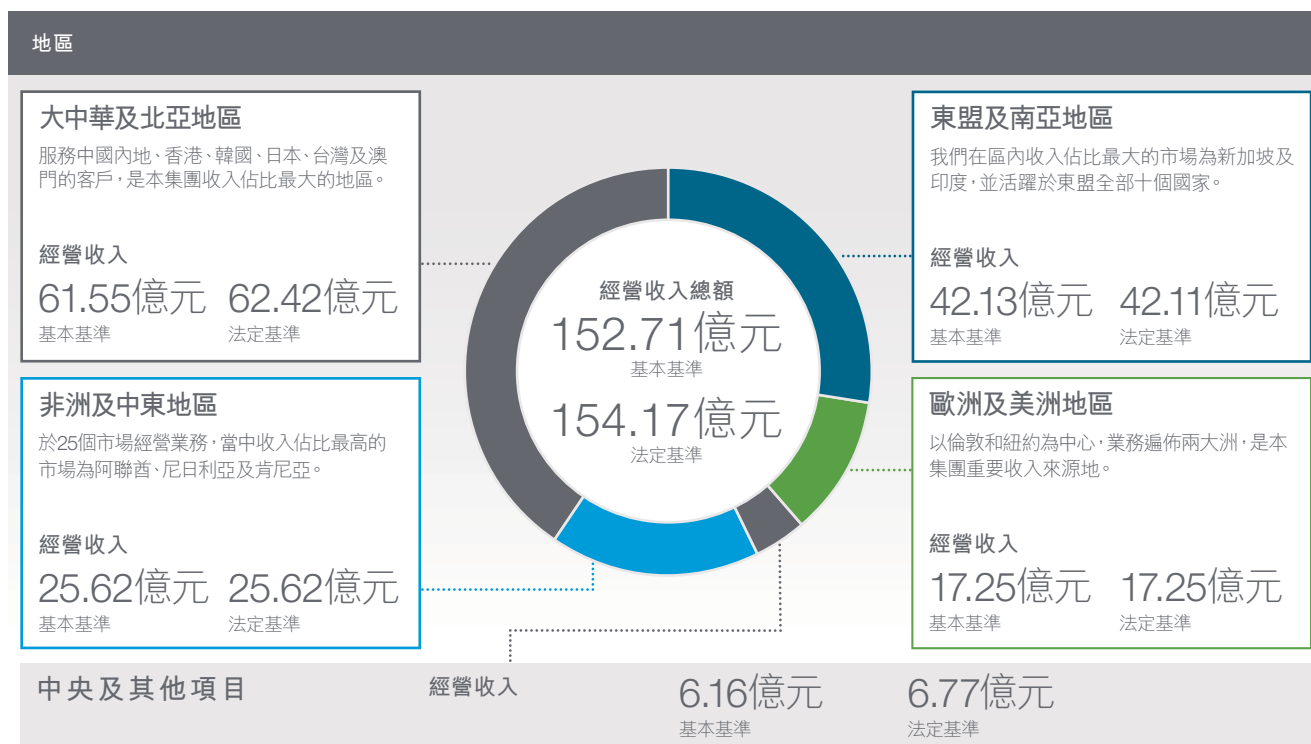 地區
大中華及北亞地區
服務中國內地、香港、韓國、日本、台灣及澳
門的客戶，是本集團收入佔比最大的地區。
經營收入
61.55億元 62.42億元
基本基準 法定基準
東盟及南亞地區
我們在區內收入佔比最大的市場為新加坡及
印度，並活躍於東盟全部十個國家。
經營收入
42.13億元 42.11億元
基本基準 法定基準
經營收入總額
152.71億元
基本基準
154.17億元
法定基準
非洲及中東地區
於25個市場經營業務，當中收入佔比最高的
市場為阿聯酋、尼日利亞及肯尼亞。
經營收入
25.62億元 25.62億元
基本基準 法定基準
歐洲及美洲地區
以倫敦和紐約為中心，業務遍佈兩大洲，是本
集團重要收入來源地。
經營收入
17.25億元 17.25億元
基本基準 法定基準
中央及其他項目 經營收入 6.16億元 6.77億元
基本基準 法定基準